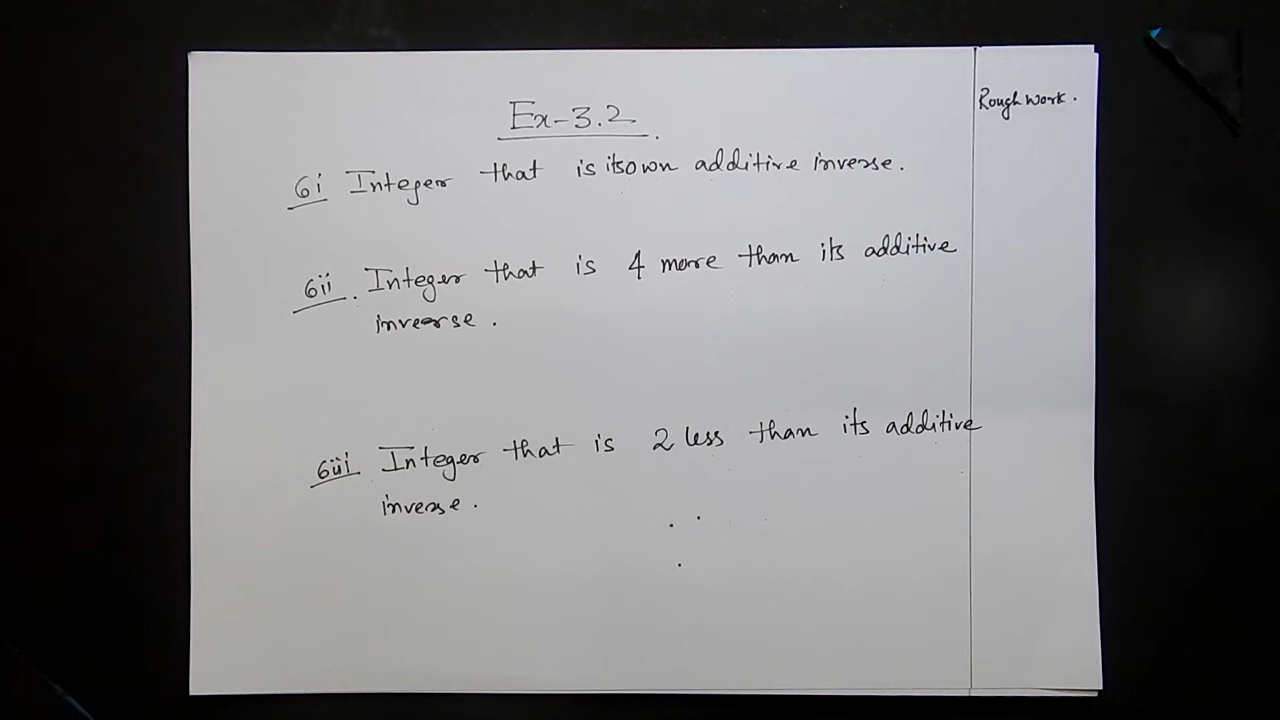 Ex-3.2
Rough work.
6i Integer that is its own additive inverse.
6ii. Integer that is 4 more than its additive
inverse.
6iii Integer that is 2 less than its additive
inverse.